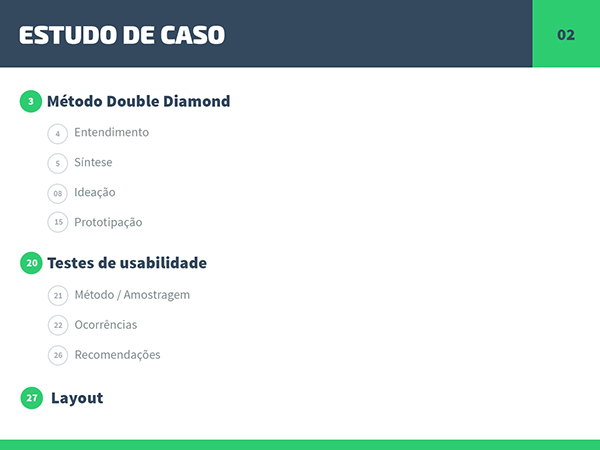 ESTUDO DE CASO
02
3 Método Double Diamond
4 Entendimento
5 Síntese
08 Ideação
15 Prototipação
20 Testes de usabilidade
21 Método / Amostragem
22 Ocorrências
26 Recomendações
27 Layout